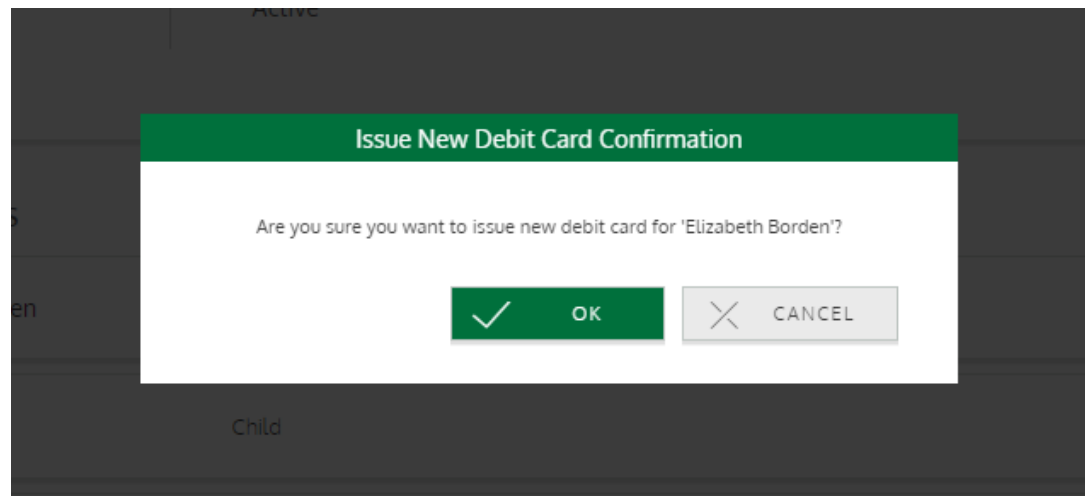 Active
Issue New Debit Card Confirmation
S
Are you sure you want to issue new debit card for 'Elizabeth Borden'?
en
OK
CANCEL
Child